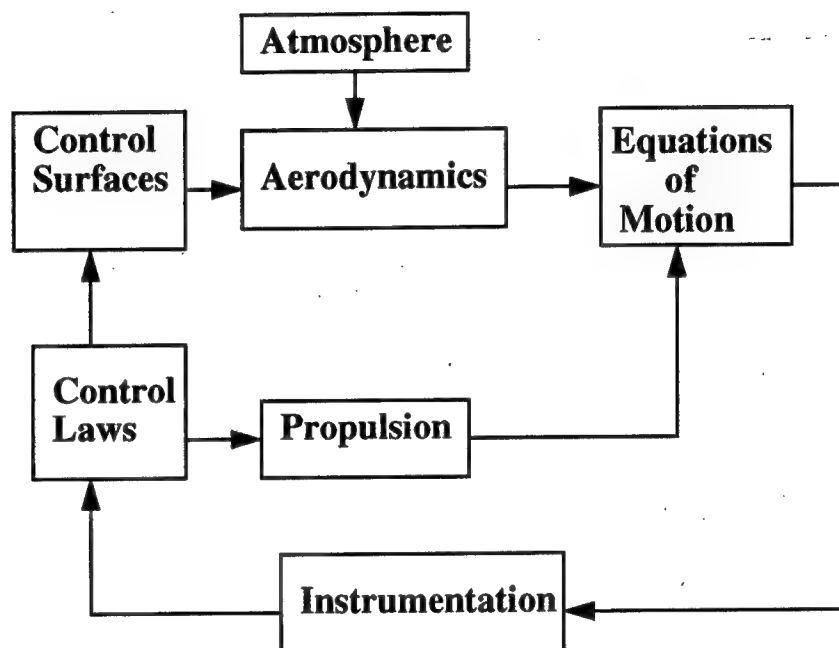 Atmosphere
Control
Surfaces
Aerodynamics
Equations
of
Motion
Control
Laws
Propulsion
Instrumentation